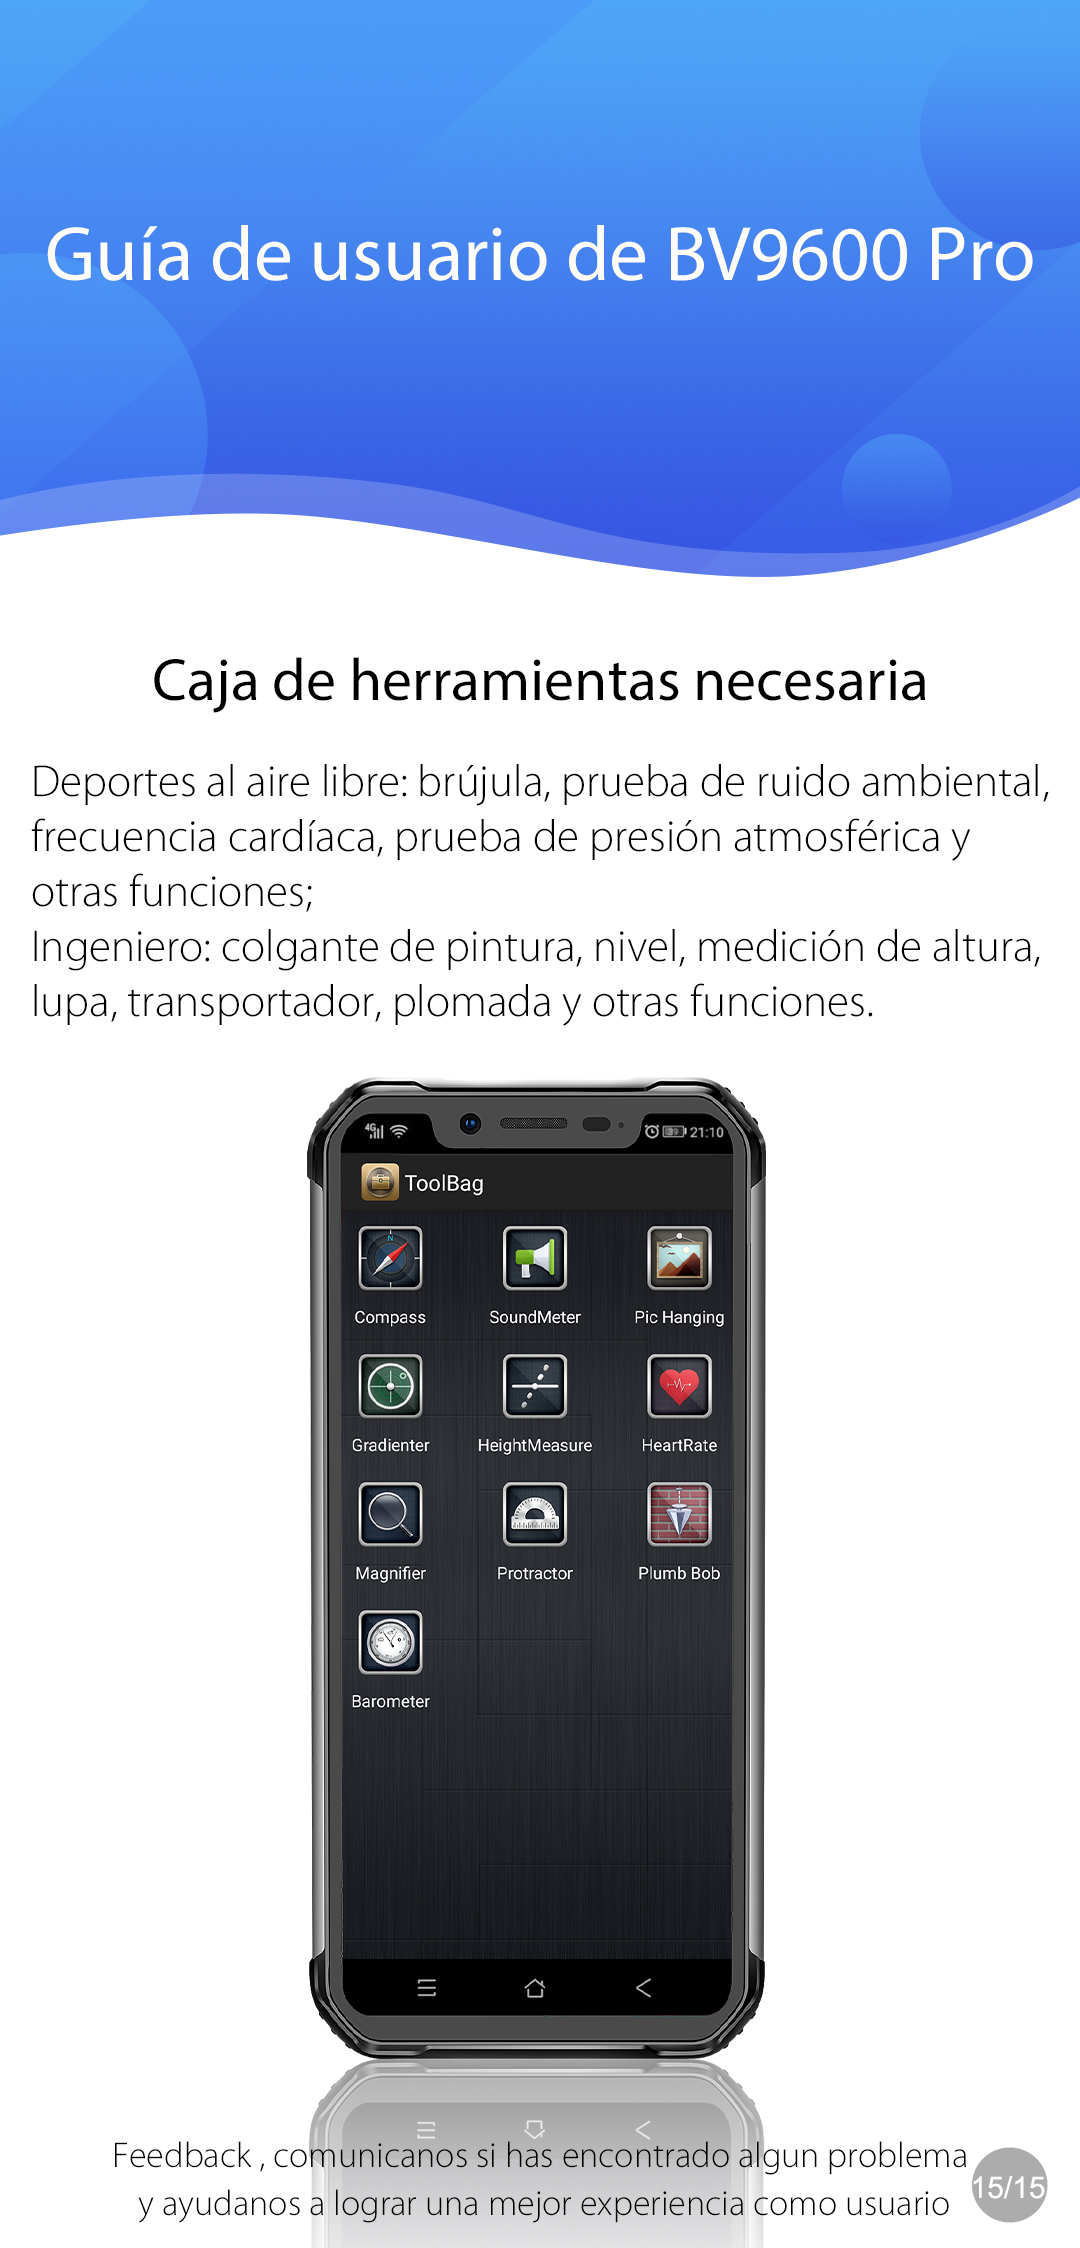 Guía de usuario de BV9600 Pro
Caja de herramientas necesaria
Deportes al aire libre: brújula, prueba de ruido ambiental,
frecuencia cardíaca, prueba de presión atmosférica y
otras funciones;
Ingeniero: colgante de pintura, nivel, medición de altura,
lupa, transportador, plomada y otras funciones.
4G 39 21:10
ToolBag
Compass SoundMeter Pic Hanging
Gradienter HeightMeasure HeartRate
Magnifier Protractor Plumb Bob
Barometer
Feedback , comunicanos si has encontrado algun problema
y ayudanos a lograr una mejor experiencia como usuario
15/15